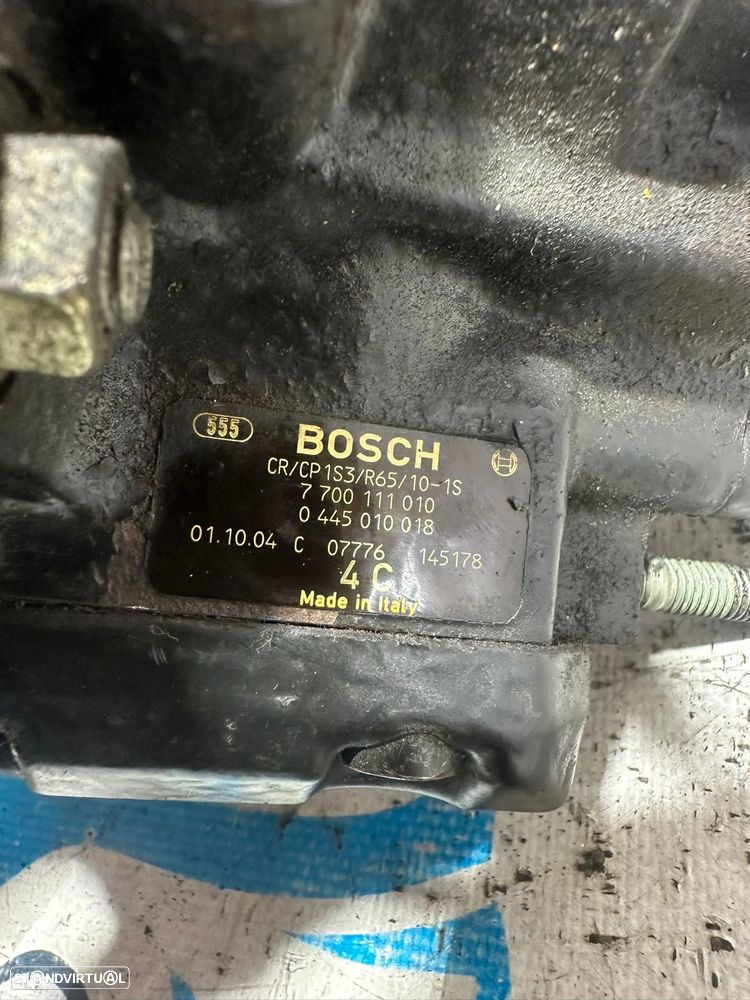 555
BOSCH
CR/CP1S3/R65/10-1S
7 700 111 010
0 445 010 018
01.10.04 C 07776 145178
4 C
Made in Italy
STANDVIRTUAL